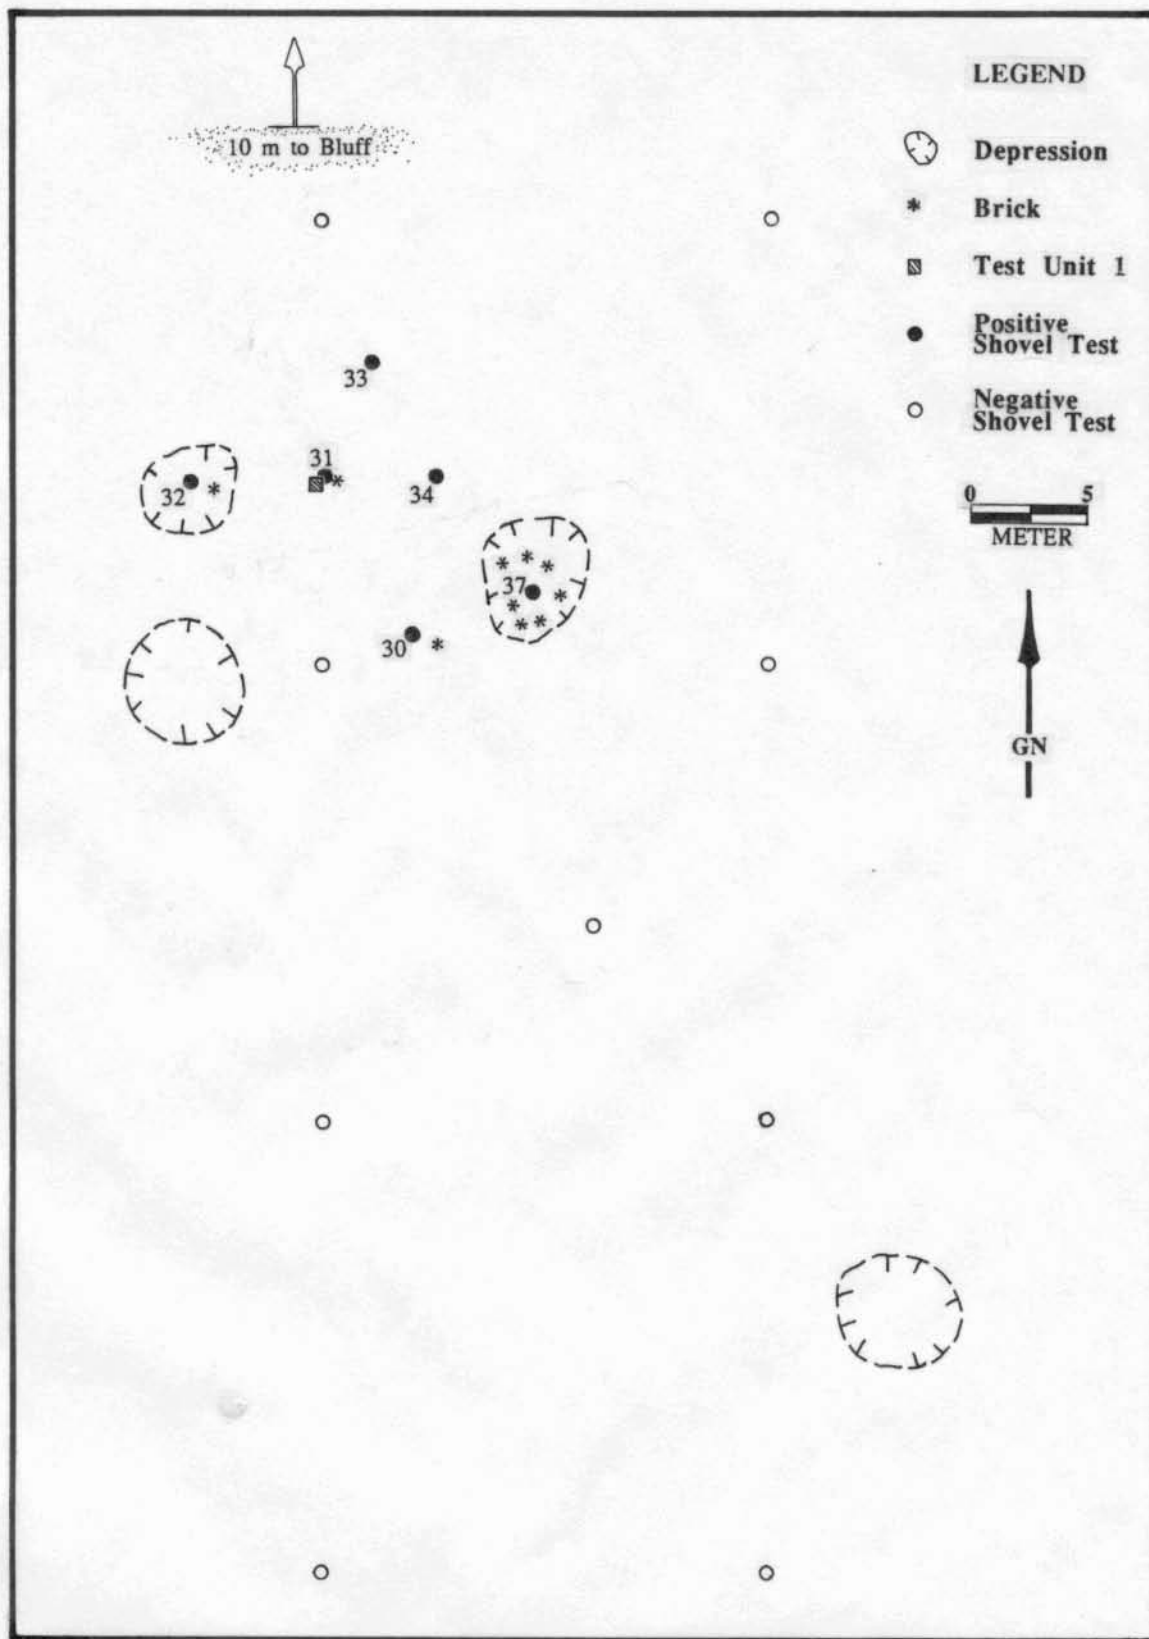 LEGEND
10 m to Bluff
Depression
Brick
Test Unit 1
Positive
Shovel Test
Negative
Shovel Test
33
31
32
34
0 5
METER
37
30
GN